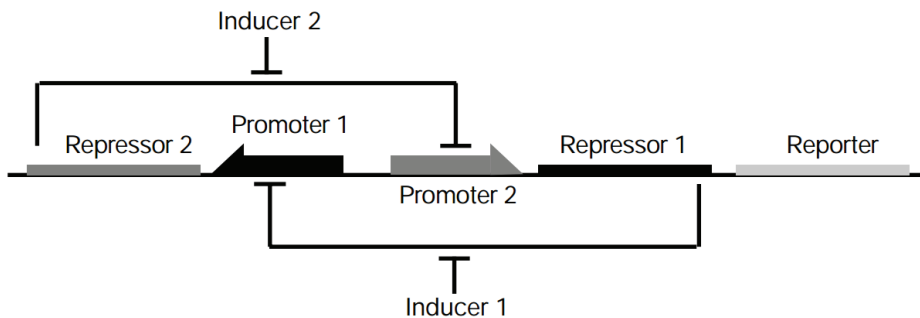 Inducer 2
Promoter 1
Repressor 2
Repressor 1
Reporter
Promoter 2
Inducer 1